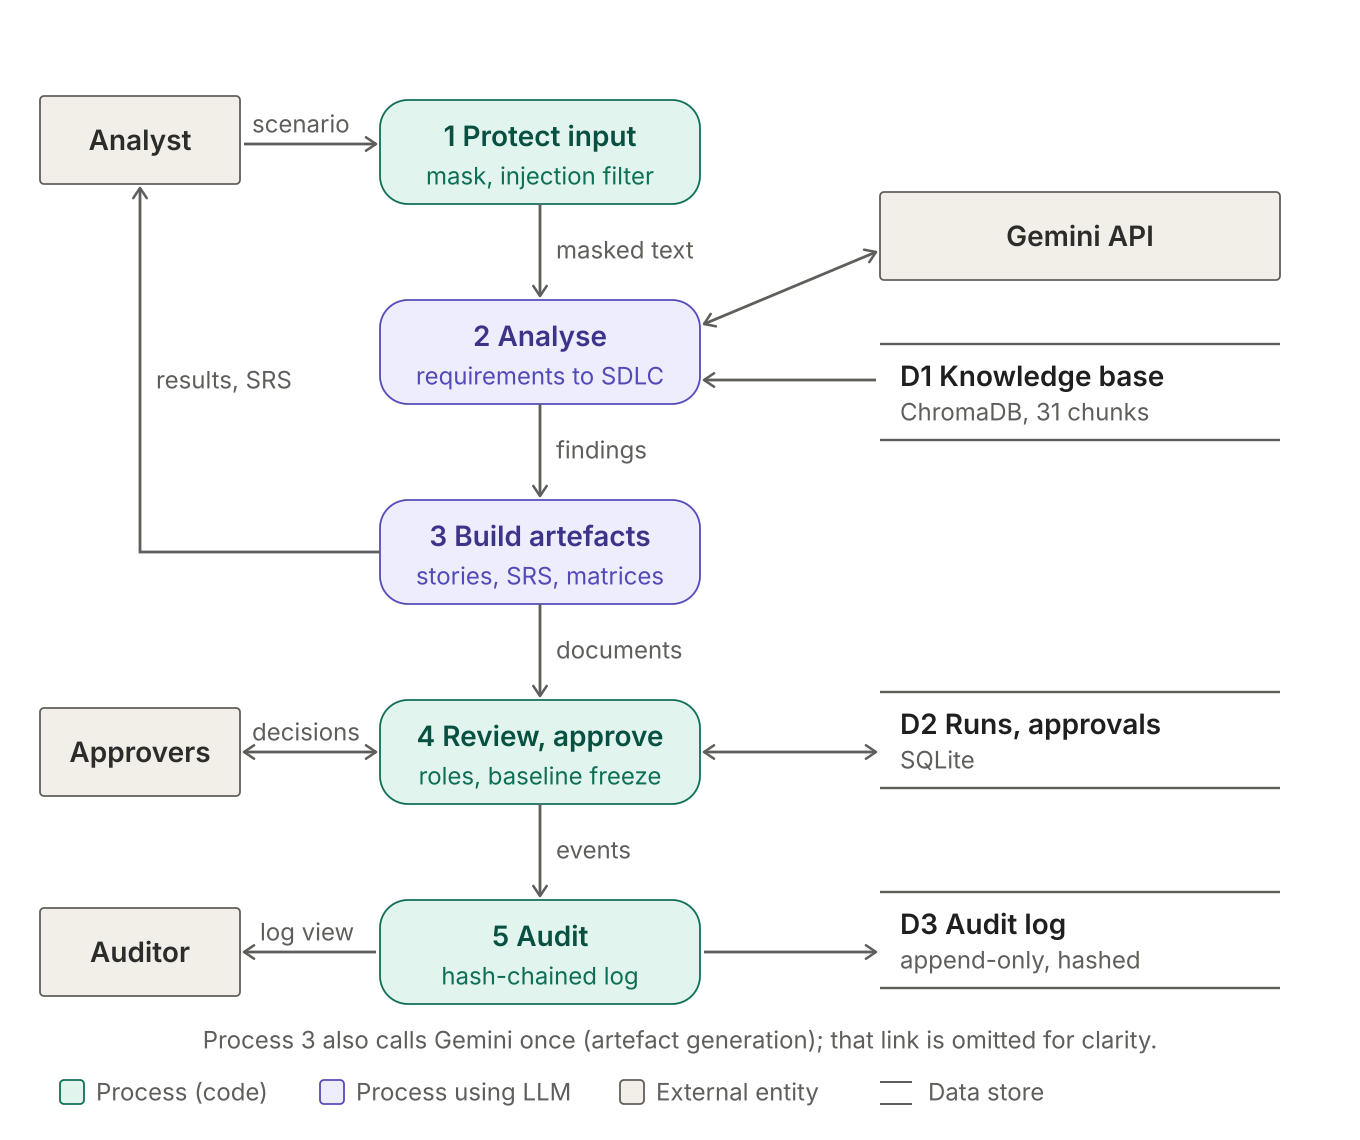 Analyst
scenario
1 Protect input
mask, injection filter
masked text
Gemini API
2 Analyse
requirements to SDLC
D1 Knowledge base
ChromaDB, 31 chunks
results, SRS
findings
3 Build artefacts
stories, SRS, matrices
documents
Approvers
decisions
4 Review, approve
roles, baseline freeze
D2 Runs, approvals
SQLite
events
Auditor
log view
5 Audit
hash-chained log
D3 Audit log
append-only, hashed
Process 3 also calls Gemini once (artefact generation); that link is omitted for clarity.
Process (code)
Process using LLM
External entity
Data store